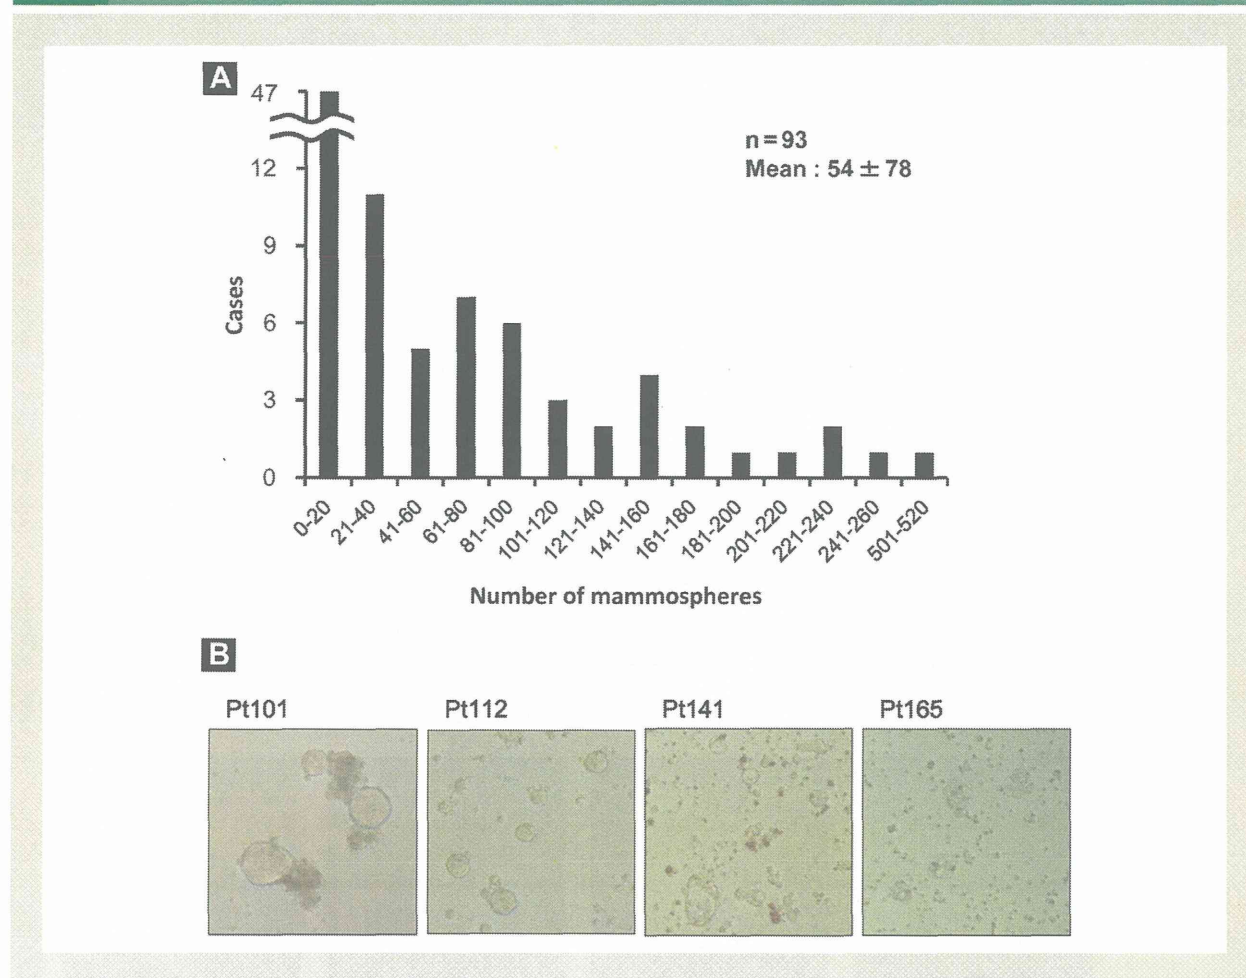 A
47
12
9
6
3
0
Cases
n = 93
Mean : 54 ± 78
0-20
21-40
41-60
61-80
81-100
101-120
121-140
141-160
161-180
181-200
201-220
221-240
241-260
501-520
Number of mammospheres
B
Pt101 Pt112 Pt141 Pt165